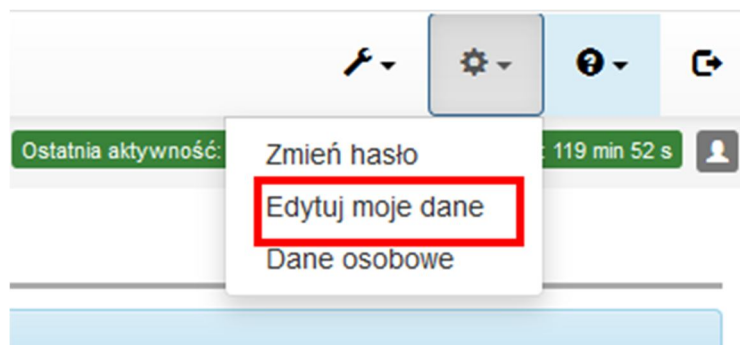 Ostatnia aktywność:
: 119 min 52 s
Zmień hasło
Edytuj moje dane
Dane osobowe